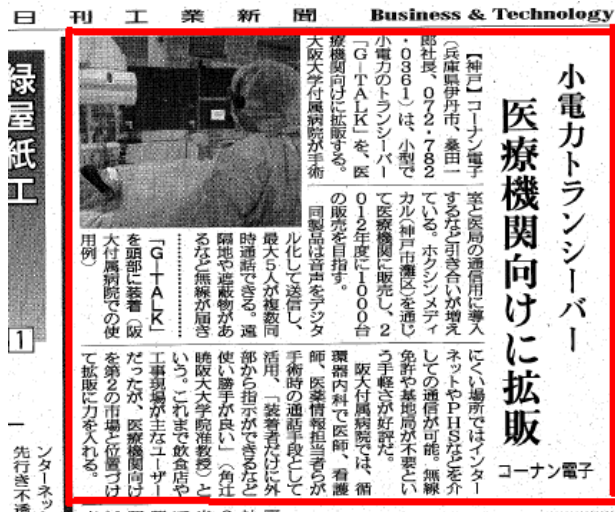 日刊工業新聞
Business & Technology
小電力トランシーバー
医療機関向けに拡販
コーナン電子
【神戸】コーナン電子
(兵庫県伊丹市、桑田一
郎社長、072・782
・0361)は、小型で
小電力のトランシーバー
「G―TALK」を、医
療機関向けに拡販する。
大阪大学付属病院が手術
室と医局の通信用に導入
するなど引き合いが増え
ている。ホクシンメディ
カル(神戸市灘区)を通じ
て医療機関に販売し、2
012年度に1000台
の販売を目指す。
同製品は音声をデジタ
ル化して送信し、
最大5人が複数同
時通話できる。遠
隔地や遮蔽物があ
るなど無線が届き
にくい場所ではインター
ネットやPHSなどを介
しての通信が可能。無線
免許や基地局が不要とい
う手軽さが好評だ。
阪大付属病院では、循
環器内科で医師、看護
師、医薬情報担当者らが
手術時の通話手段として
活用、「装着者だけに外
部から指示ができるなど
使い勝手が良い」(角辻
暁阪大大学院准教授)と
いう。これまで飲食店や
工事現場が主なユーザー
だったが、医療機関向け
を第2の市場と位置づけ
て拡販に力を入れる。
「G―TALK」
を頭部に装着(阪
大付属病院での使
用例)
緑屋紙工
1
ンターネッ
先行き不透